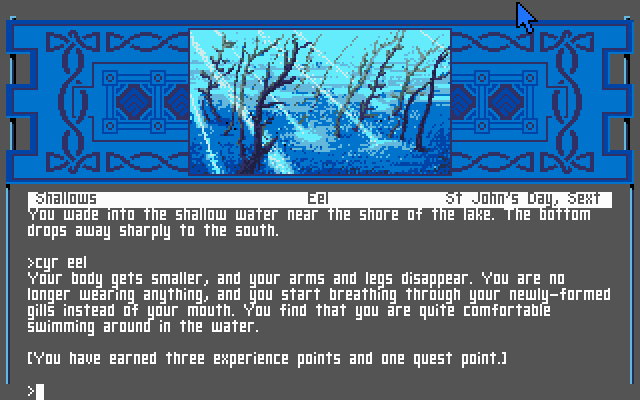 Shallows Eel St John's Day, Sext
You wade into the shallow water near the shore of the lake. The bottom
drops away sharply to the south.
>cyr eel
Your body gets smaller, and your arms and legs disappear. You are no
longer wearing anything, and you start breathing through your newly-formed
gills instead of your mouth. You find that you are quite comfortable
swimming around in the water.
[You have earned three experience points and one quest point.]
>